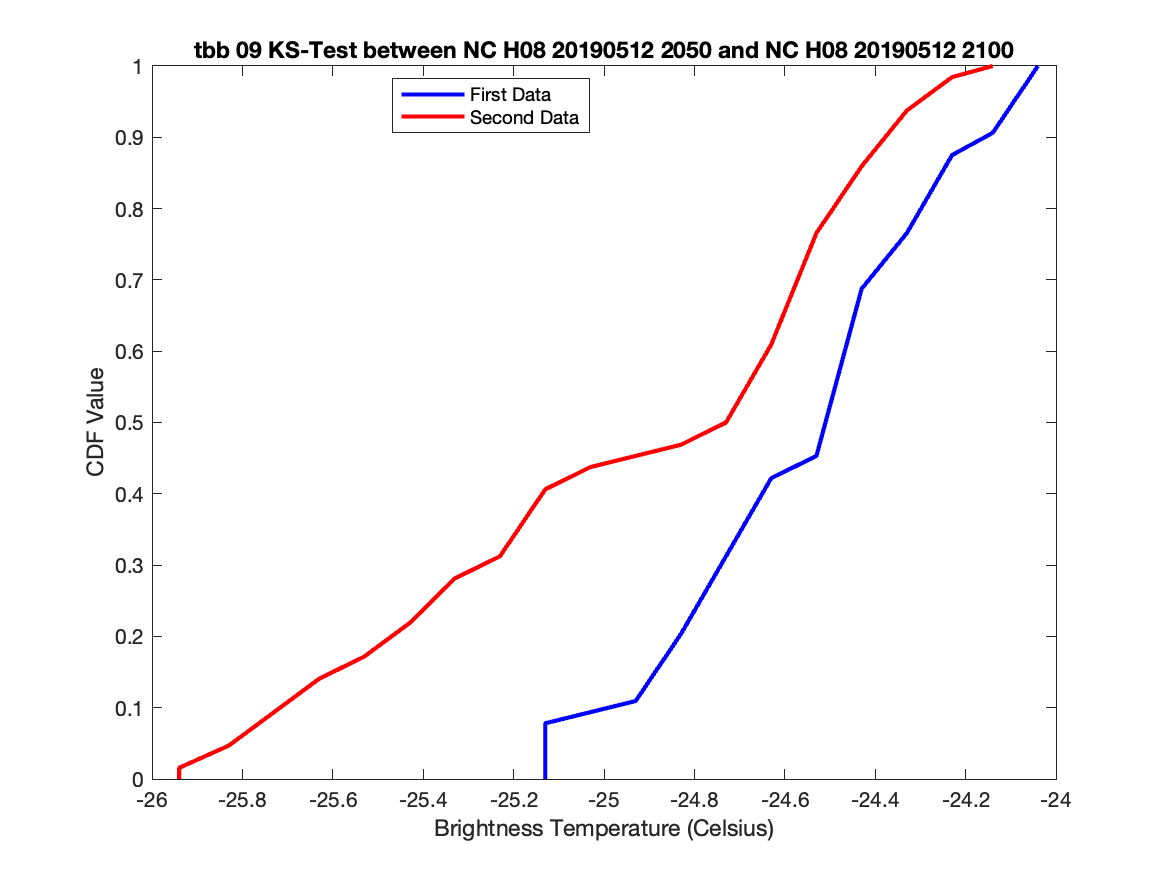 tbb 09 KS-Test between NC H08 20190512 2050 and NC H08 20190512 2100
First Data
Second Data
1
0.9
0.8
0.7
0.6
0.5
0.4
0.3
0.2
0.1
0
CDF Value
-26 -25.8 -25.6 -25.4 -25.2 -25 -24.8 -24.6 -24.4 -24.2 -24
Brightness Temperature (Celsius)